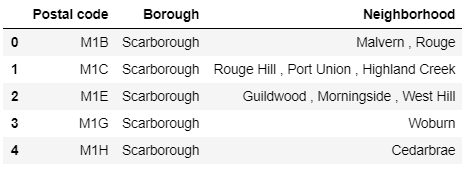 Postal code Borough Neighborhood
0 M1B Scarborough Malvern , Rouge
1 M1C Scarborough Rouge Hill , Port Union , Highland Creek
2 M1E Scarborough Guildwood , Morningside , West Hill
3 M1G Scarborough Woburn
4 M1H Scarborough Cedarbrae